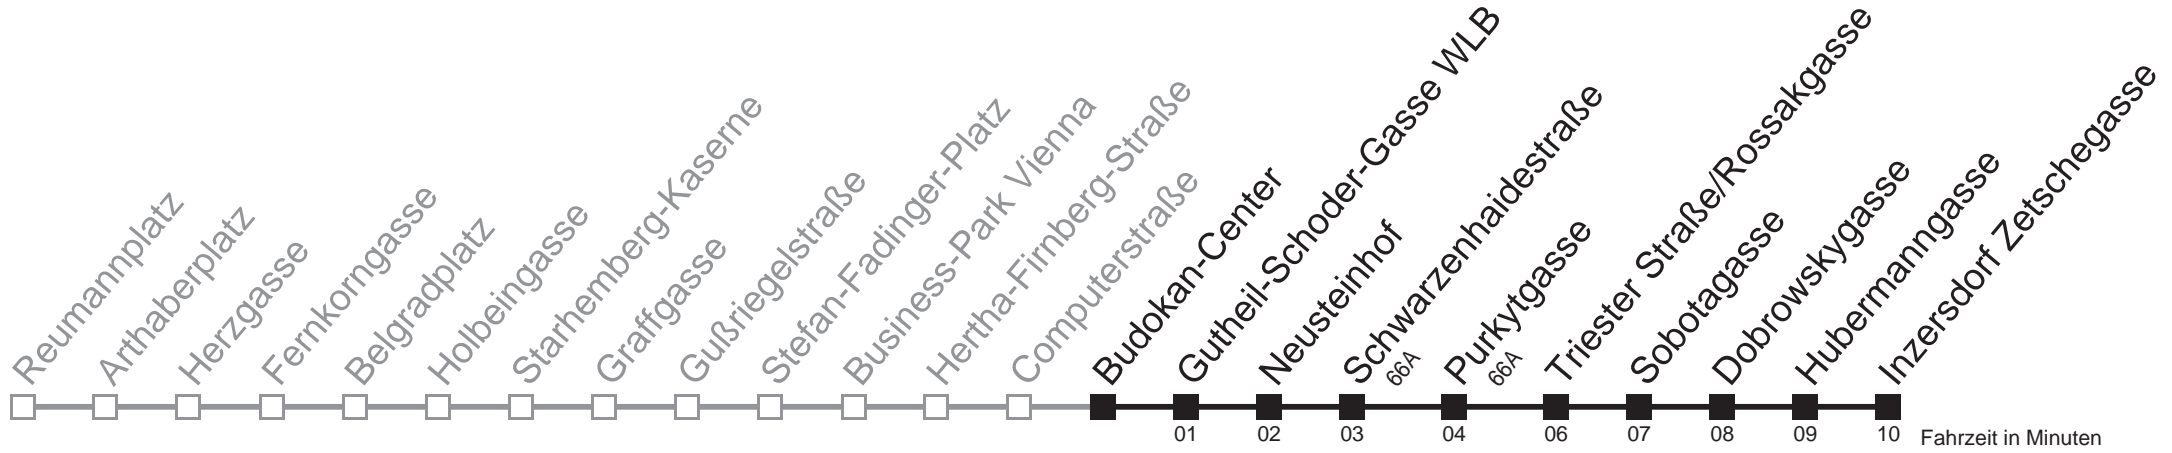 Reumannplatz
Arthaberplatz
Herzgasse
Fernkorngasse
Belgradplatz
Holbeingasse
Starhemberg-Kaserne
Graffgasse
Gußriegelstraße
Stefan-Fadinger-Platz
Business-Park Vienna
Hertha-Firnberg-Straße
Computerstraße
Budokan-Center
Gutheil-Schoder-Gasse WLB
Neusteinhof
Schwarzenhaidestraße
66A
Purkytgasse
66A
Triester Straße/Rossakgasse
Sobotagasse
Dobrowskygasse
Hubermanngasse
Inzersdorf Zetschegasse
01 02 03 04 06 07 08 09 10 Fahrzeit in Minuten